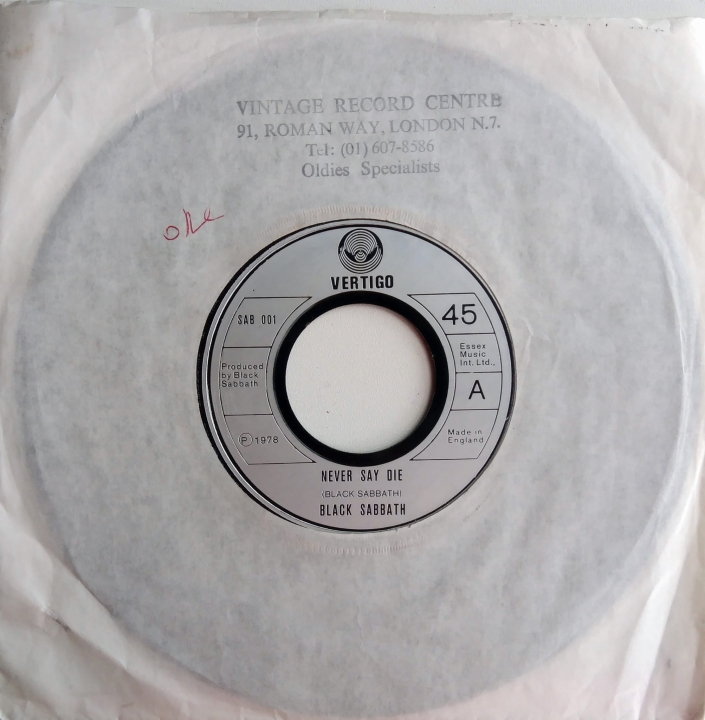 VINTAGE RECORD CENTRE
91, ROMAN WAY, LONDON N.7.
Tel: (01) 607-8586
Oldies Specialists
VERTIGO
SAB 001
45
Produced
by Black
Sabbath
Essex
Music
Int. Ltd.,
A
Ⓟ 1978
Made in
England
NEVER SAY DIE
(BLACK SABBATH)
BLACK SABBATH